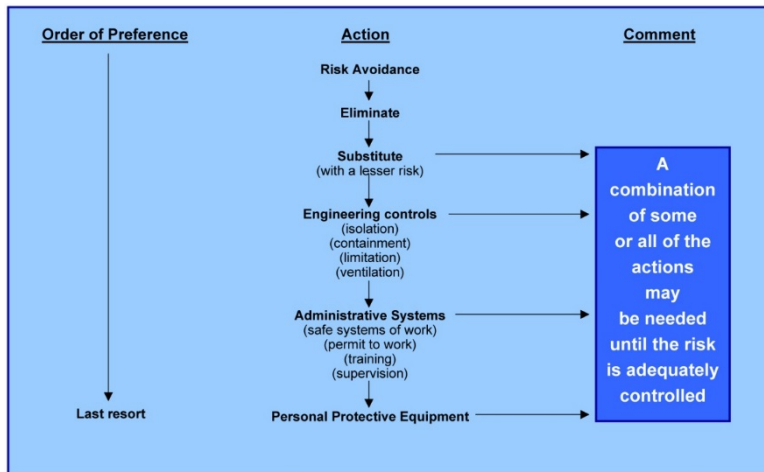 Order of Preference
Action
Comment
Risk Avoidance
Eliminate
Substitute
(with a lesser risk)
Engineering controls
(isolation)
(containment)
(limitation)
(ventilation)
Administrative Systems
(safe systems of work)
(permit to work)
(training)
(supervision)
Last resort
Personal Protective Equipment
A
combination
of some
or all of the
actions
may
be needed
until the risk
is adequately
controlled